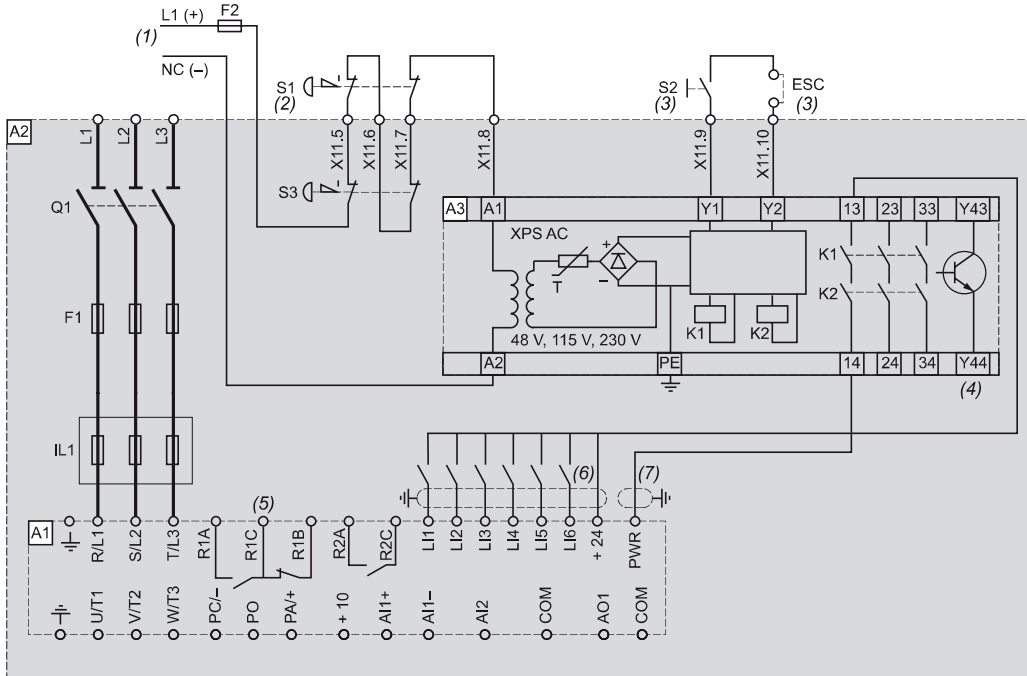 L1 (+)
F2
(1)
NC (–)
S1
(2)
S2
(3)
ESC
(3)
A2
L1
L2
L3
X11.5
X11.6
X11.7
X11.8
X11.9
X11.10
S3
Q1
A3
A1
Y1
Y2
13
23
33
Y43
XPS AC
+
–
T
K1
K2
K1
K2
48 V, 115 V, 230 V
F1
A2
PE
14
24
34
Y44
(4)
IL1
(5)
(6)
(7)
A1
R/L1
S/L2
T/L3
R1A
R1C
R1B
R2A
R2C
LI1
LI2
LI3
LI4
LI5
LI6
+ 24
PWR
U/T1
V/T2
W/T3
PC/-
PO
PA/+
+ 10
AI1+
AI1-
AI2
COM
AO1
COM